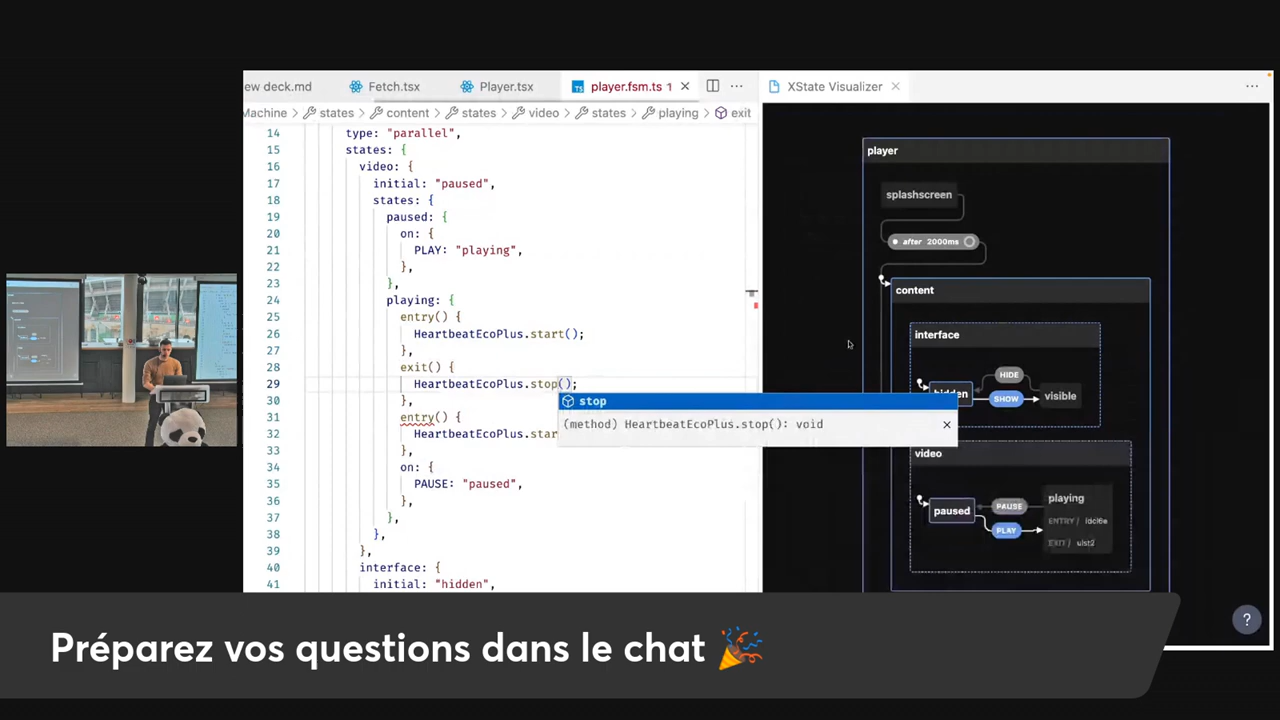 ew deck.md
Fetch.tsx
Player.tsx
TS player.fsm.ts 1
XState Visualizer
Machine > states > content > states > video > states > playing > exit
14 type: "parallel",
15 states: {
16 video: {
17 initial: "paused",
18 states: {
19 paused: {
20 on: {
21 PLAY: "playing",
22 },
23 },
24 playing: {
25 entry() {
26 HeartbeatEcoPlus.start();
27 },
28 exit() {
29 HeartbeatEcoPlus.stop();
30 },
31 entry() {
32 HeartbeatEcoPlus.star
33 },
34 on: {
35 PAUSE: "paused",
36 },
37 },
38 },
39 },
40 interface: {
41 initial: "hidden",
stop
(method) HeartbeatEcoPlus.stop(): void
player
splashscreen
after 2000ms
content
interface
hidden
HIDE
SHOW
visible
video
paused
PAUSE
PLAY
playing
ENTRY /
EXIT /
?
Préparez vos questions dans le chat 🎉